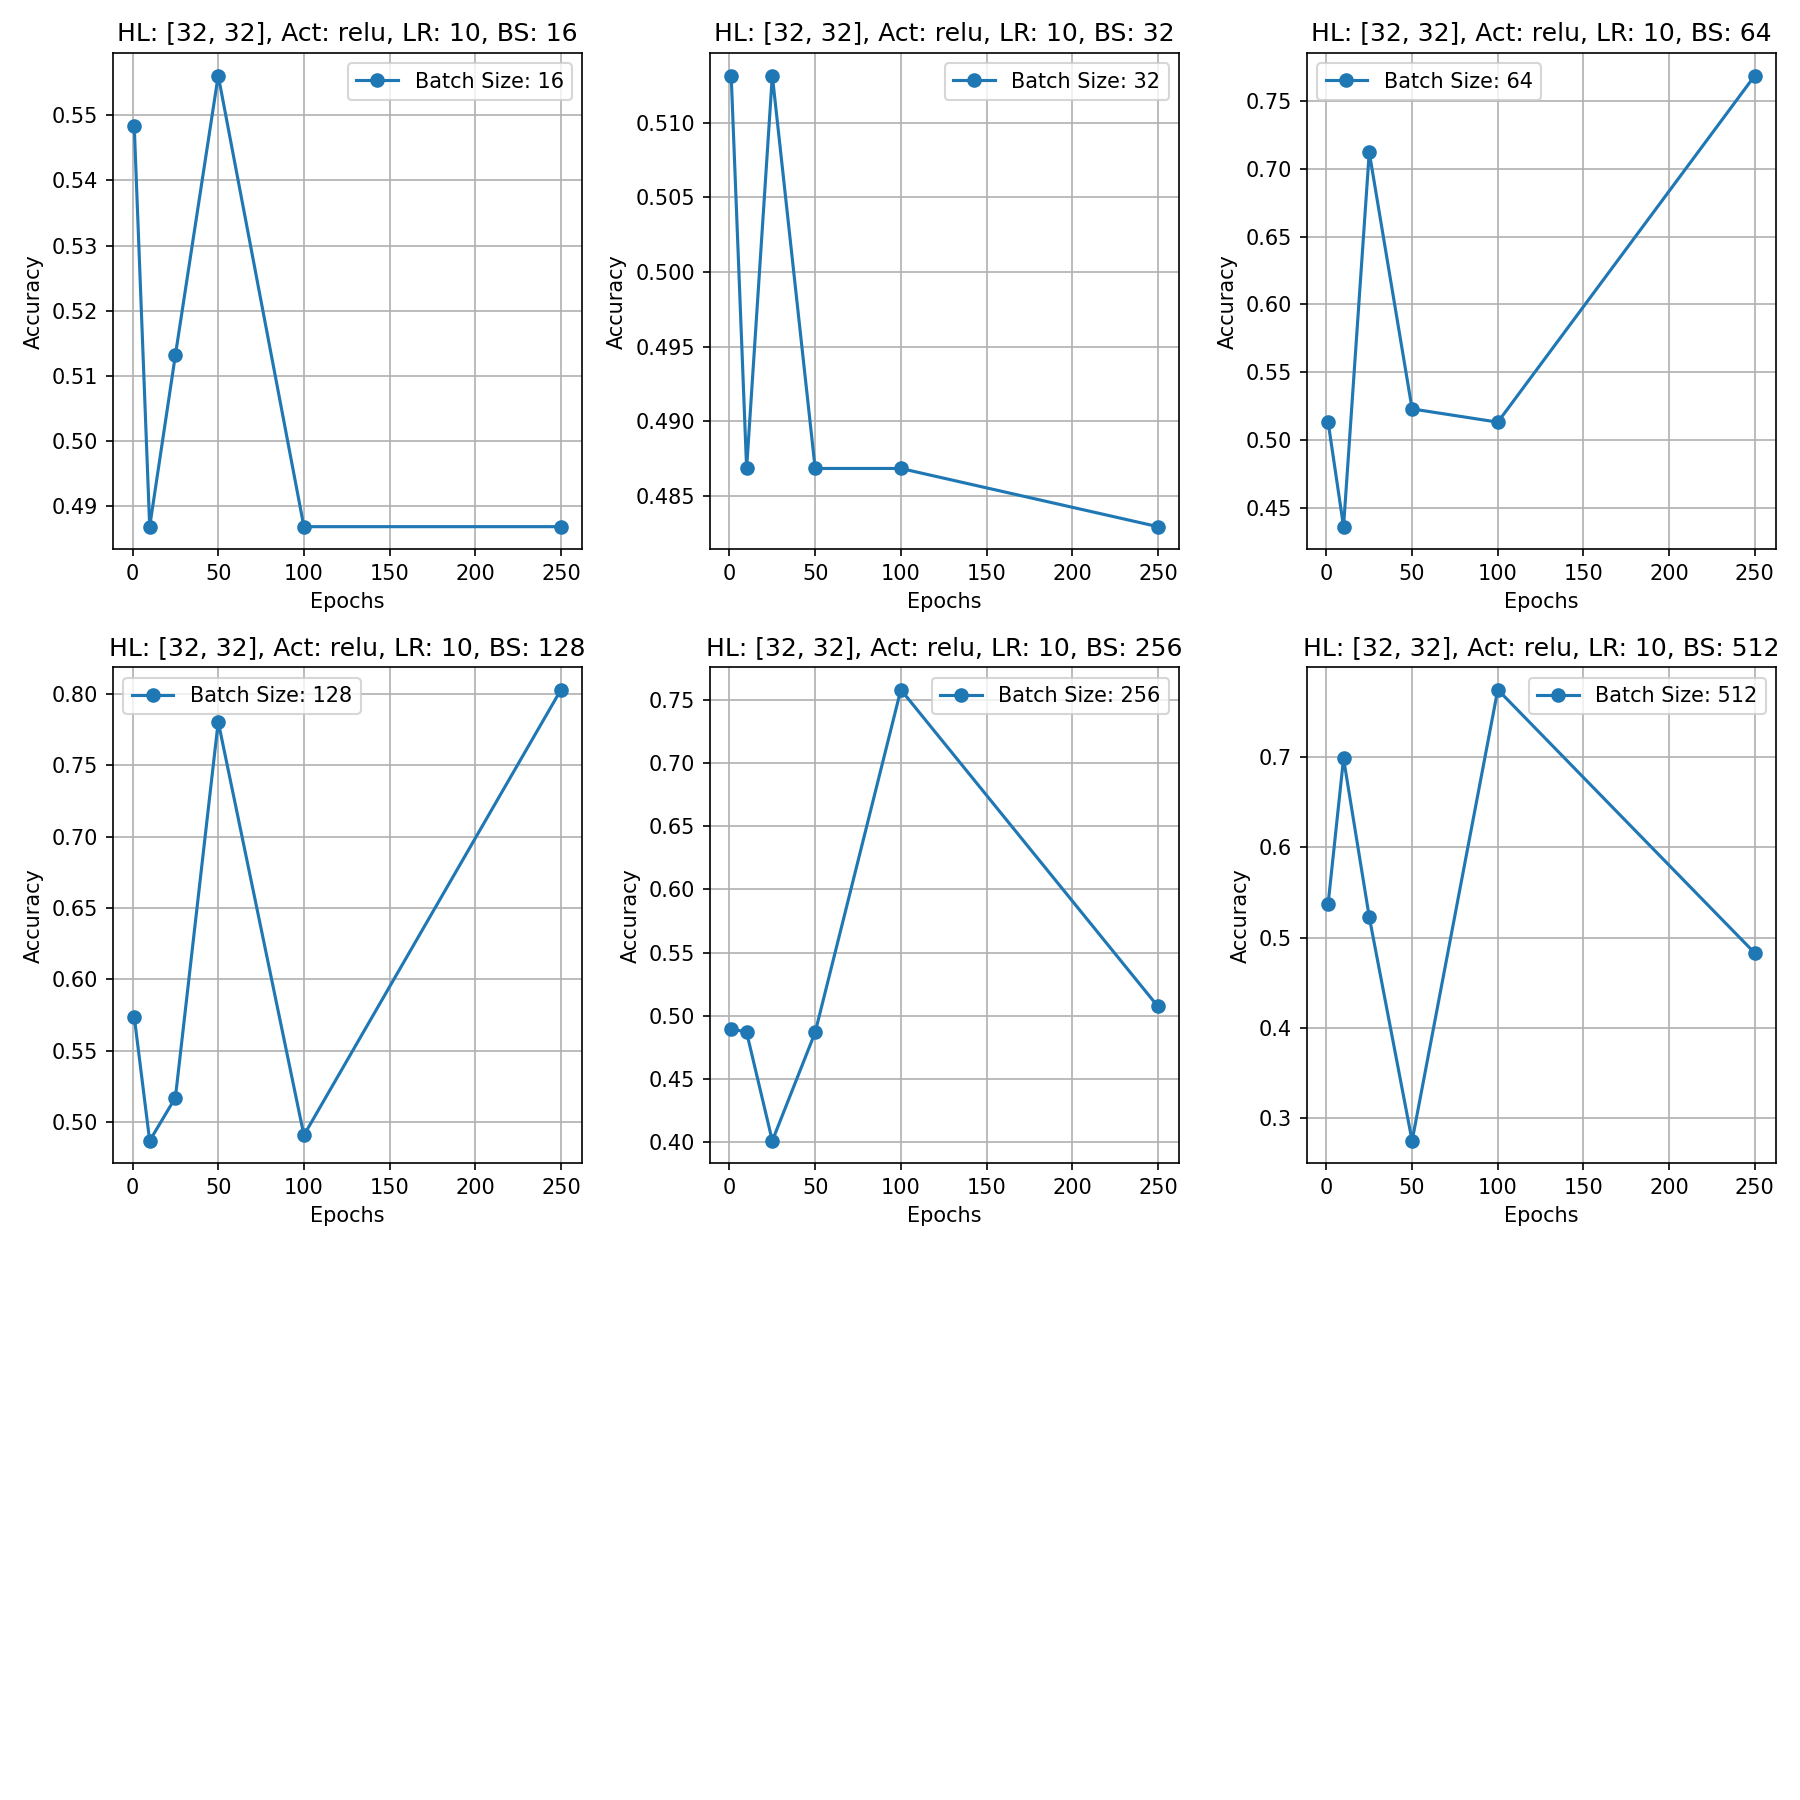 HL: [32, 32], Act: relu, LR: 10, BS: 16
Batch Size: 16
0.55
0.54
0.53
0.52
0.51
0.50
0.49
Accuracy
0 50 100 150 200 250
Epochs
HL: [32, 32], Act: relu, LR: 10, BS: 32
Batch Size: 32
0.510
0.505
0.500
0.495
0.490
0.485
Accuracy
0 50 100 150 200 250
Epochs
HL: [32, 32], Act: relu, LR: 10, BS: 64
Batch Size: 64
0.75
0.70
0.65
0.60
0.55
0.50
0.45
Accuracy
0 50 100 150 200 250
Epochs
HL: [32, 32], Act: relu, LR: 10, BS: 128
Batch Size: 128
0.80
0.75
0.70
0.65
0.60
0.55
0.50
Accuracy
0 50 100 150 200 250
Epochs
HL: [32, 32], Act: relu, LR: 10, BS: 256
Batch Size: 256
0.75
0.70
0.65
0.60
0.55
0.50
0.45
0.40
Accuracy
0 50 100 150 200 250
Epochs
HL: [32, 32], Act: relu, LR: 10, BS: 512
Batch Size: 512
0.7
0.6
0.5
0.4
0.3
Accuracy
0 50 100 150 200 250
Epochs